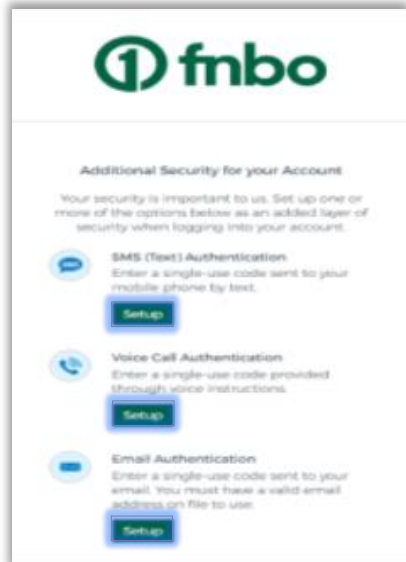 1 fnbo
Additional Security for your Account
Your security is important to us. Set up one or
more of the options below as an added layer of
security when logging into your account.
SMS (Text) Authentication
Enter a single-use code sent to your
mobile phone by text.
Setup
Voice Call Authentication
Enter a single-use code provided
through voice instructions.
Setup
Email Authentication
Enter a single-use code sent to your
email. You must have a valid email
address on file to use.
Setup